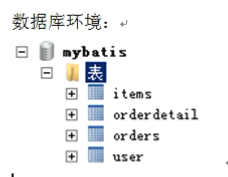 数据库环境：
mybatis
表
items
orderdetail
orders
user